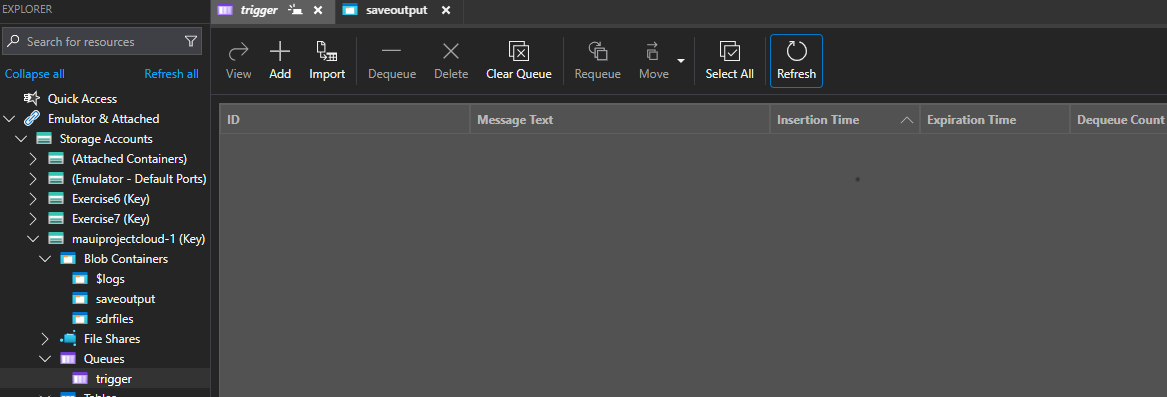 EXPLORER
Search for resources
Collapse all Refresh all
Quick Access
Emulator & Attached
Storage Accounts
(Attached Containers)
(Emulator - Default Ports)
Exercise6 (Key)
Exercise7 (Key)
mauiprojectcloud-1 (Key)
Blob Containers
$logs
saveoutput
sdrfiles
File Shares
Queues
trigger
Tables
trigger saveoutput
View Add Import Dequeue Delete Clear Queue Requeue Move Select All Refresh
ID Message Text Insertion Time Expiration Time Dequeue Count